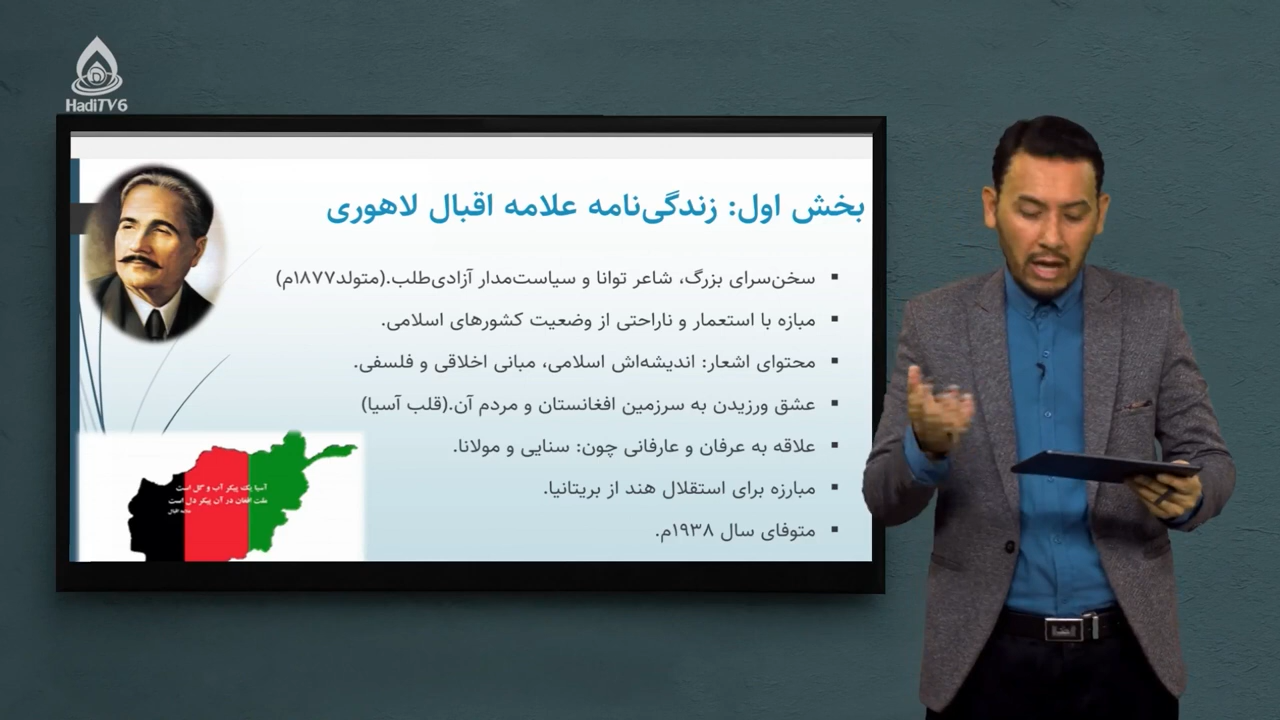 HadiTV6
بخش اول: زندگی‌نامه علامه اقبال لاهوری
سخن‌سرای بزرگ، شاعر توانا و سیاست‌مدار آزادی‌طلب.(متولد۱۸۷۷م)
مبازه با استعمار و ناراحتی از وضعیت کشورهای اسلامی.
محتوای اشعار: اندیشه‌اش اسلامی، مبانی اخلاقی و فلسفی.
عشق ورزیدن به سرزمین افغانستان و مردم آن.(قلب آسیا)
علاقه به عرفان و عارفانی چون: سنایی و مولانا.
مبارزه برای استقلال هند از بریتانیا.
متوفای سال ۱۹۳۸م.
آسیا یک پیکر آب و گل است
ملت افغان در آن پیکر دل است
علامه اقبال